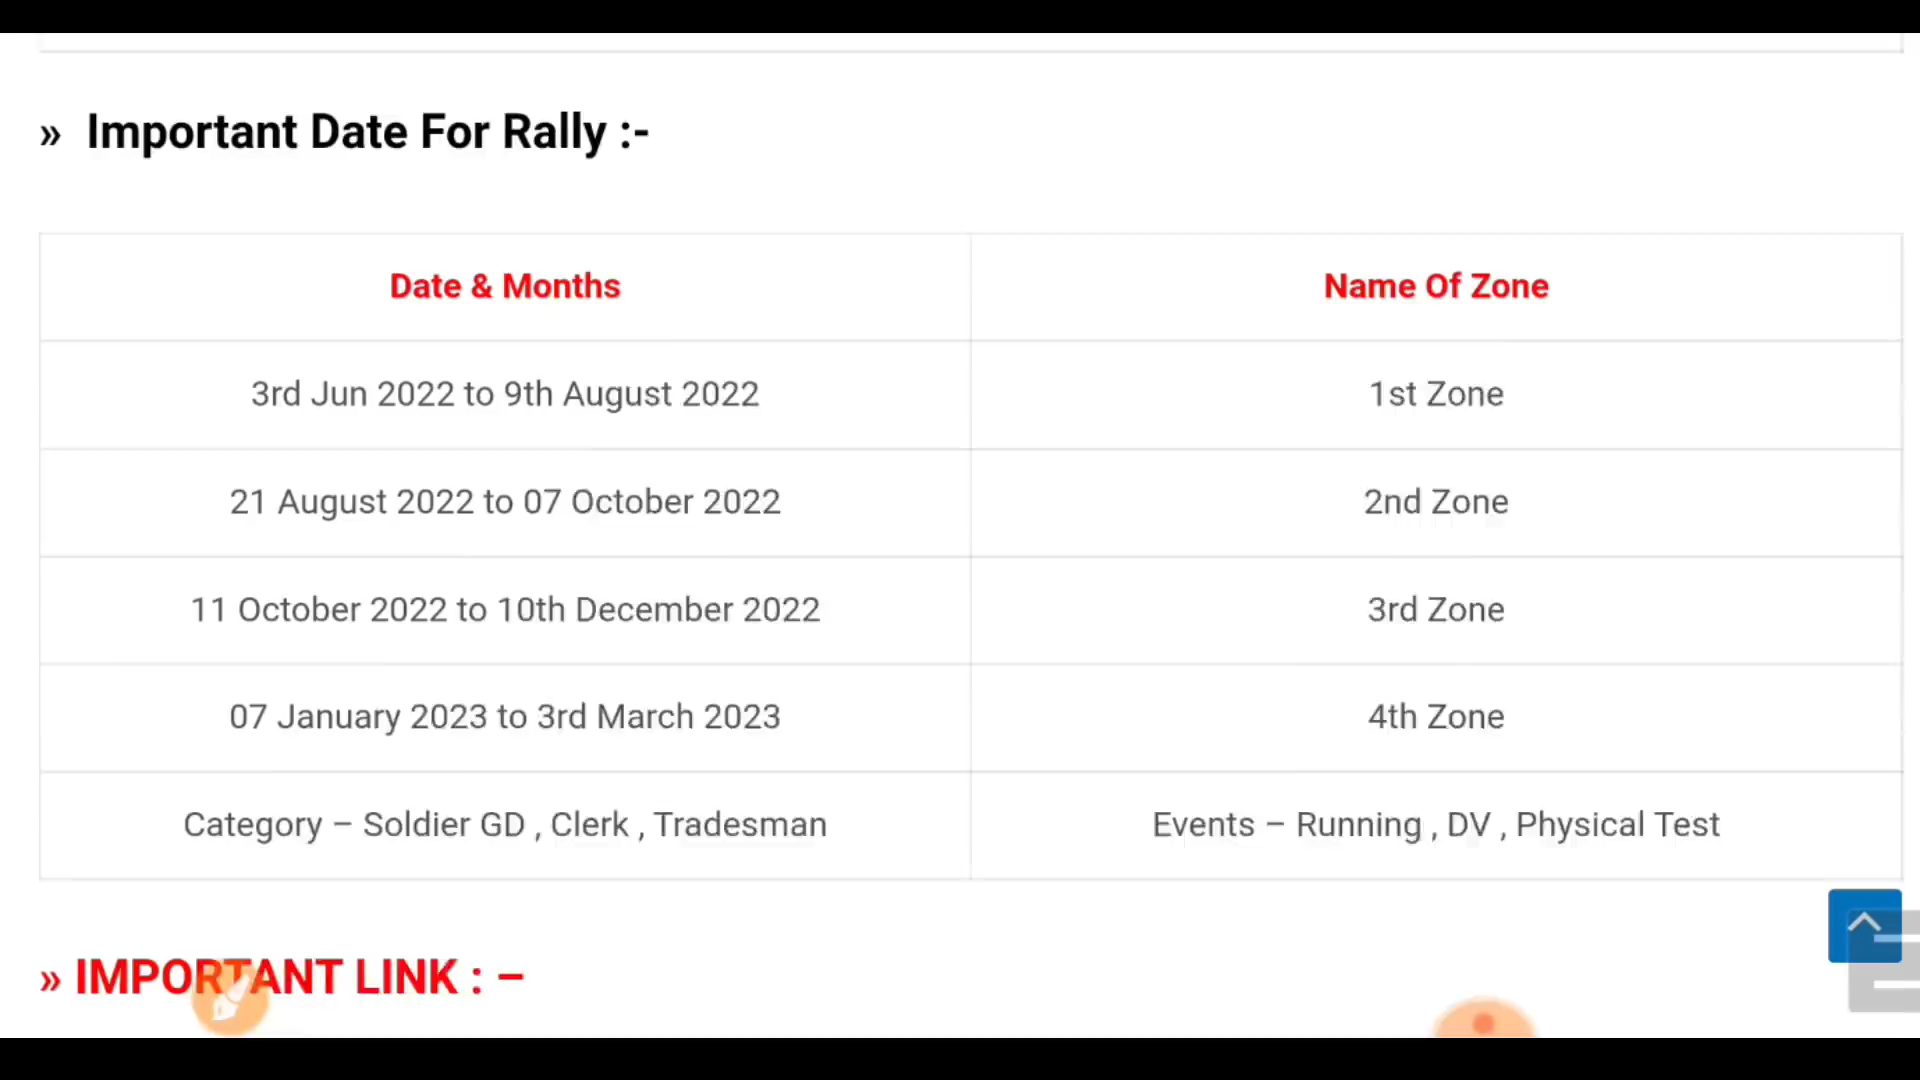 » Important Date For Rally :-
Date & Months Name Of Zone
3rd Jun 2022 to 9th August 2022 1st Zone
21 August 2022 to 07 October 2022 2nd Zone
11 October 2022 to 10th December 2022 3rd Zone
07 January 2023 to 3rd March 2023 4th Zone
Category – Soldier GD , Clerk , Tradesman Events – Running , DV , Physical Test
» IMPORTANT LINK : –